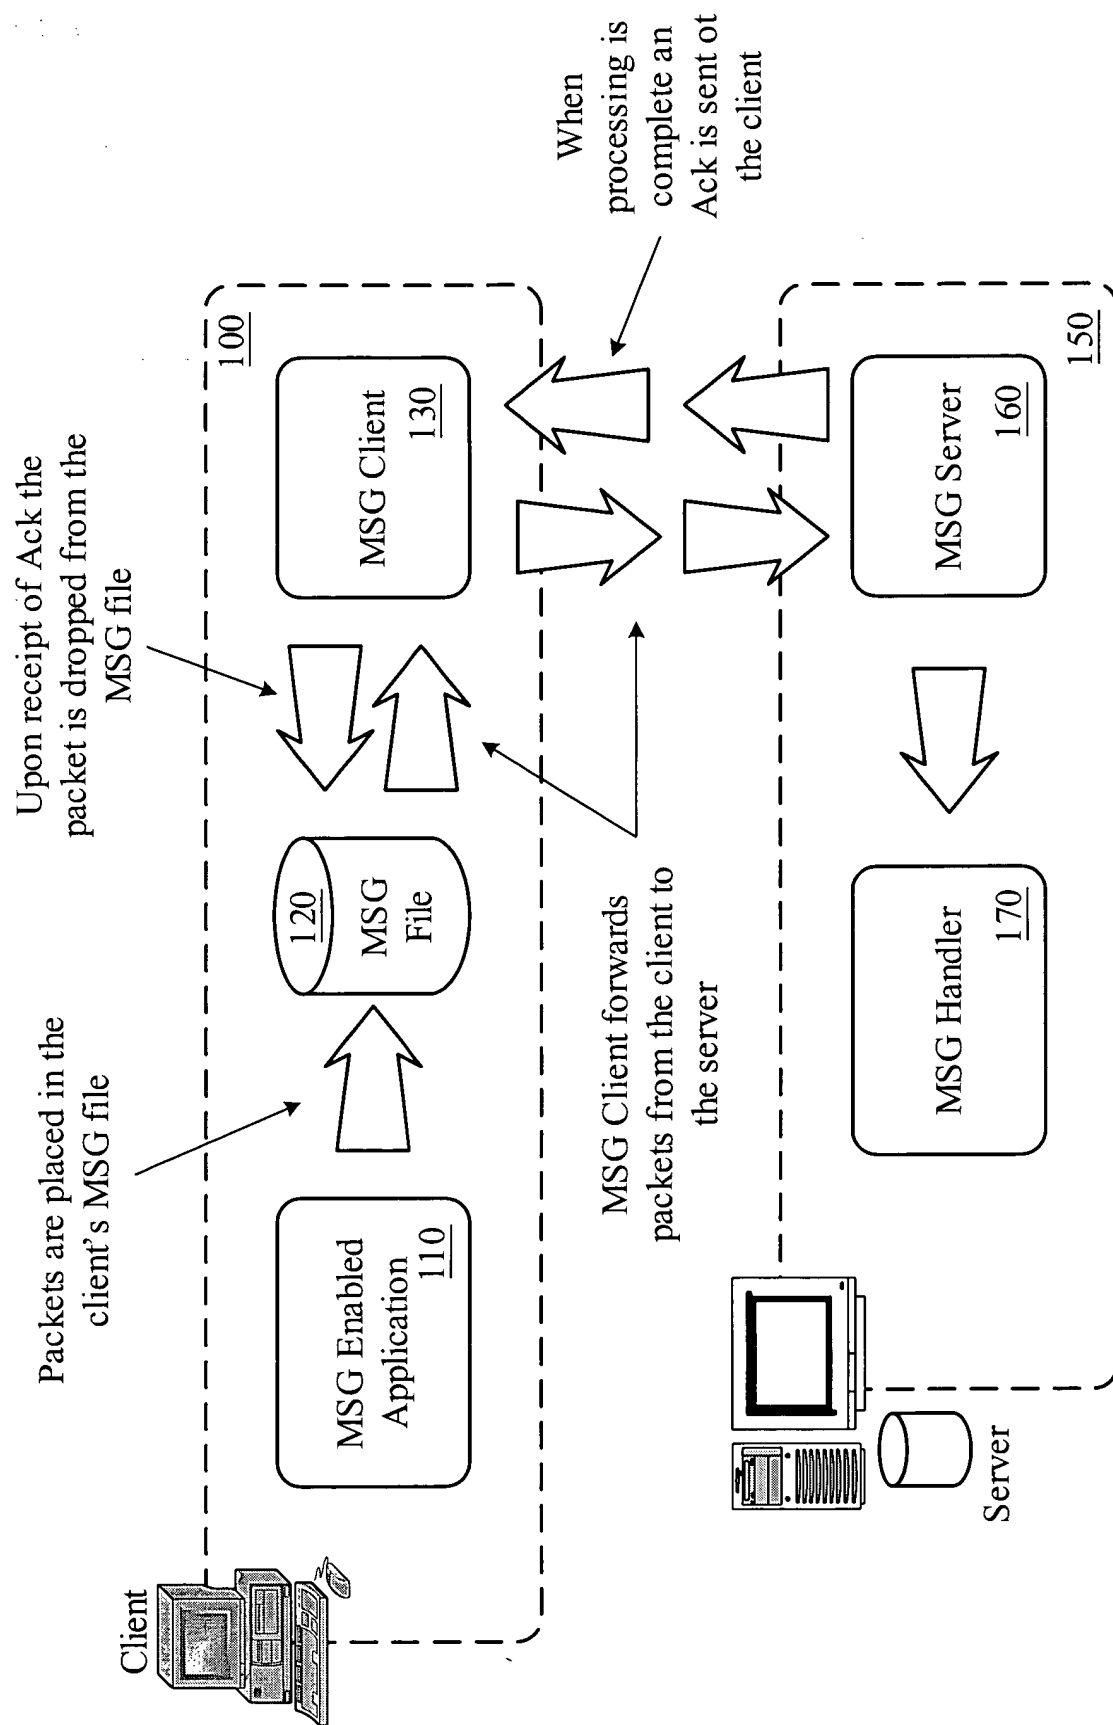 Client
Packets are placed in the
client's MSG file
Upon receipt of Ack the
packet is dropped from the
MSG file
100
MSG Enabled
Application
110
120
MSG
File
MSG Client
130
MSG Client forwards
packets from the client to
the server
When
processing is
complete an
Ack is sent ot
the client
Server
MSG Handler
170
MSG Server
160
150